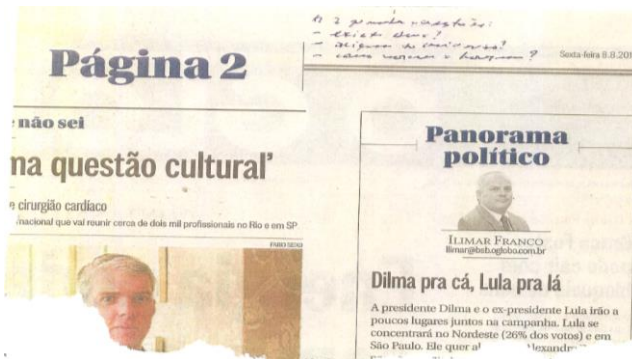 Página 2
não sei
ma questão cultural'
e cirurgião cardíaco
nacional que vai reunir cerca de dois mil profissionais no Rio e em SP
Sexta-feira 8.8.201
Panorama
político
ILIMAR FRANCO
ilimar@bsb.oglobo.com.br
Dilma pra cá, Lula pra lá
A presidente Dilma e o ex-presidente Lula irão a
poucos lugares juntos na campanha. Lula se
concentrará no Nordeste (26% dos votos) e em
São Paulo. Ele quer